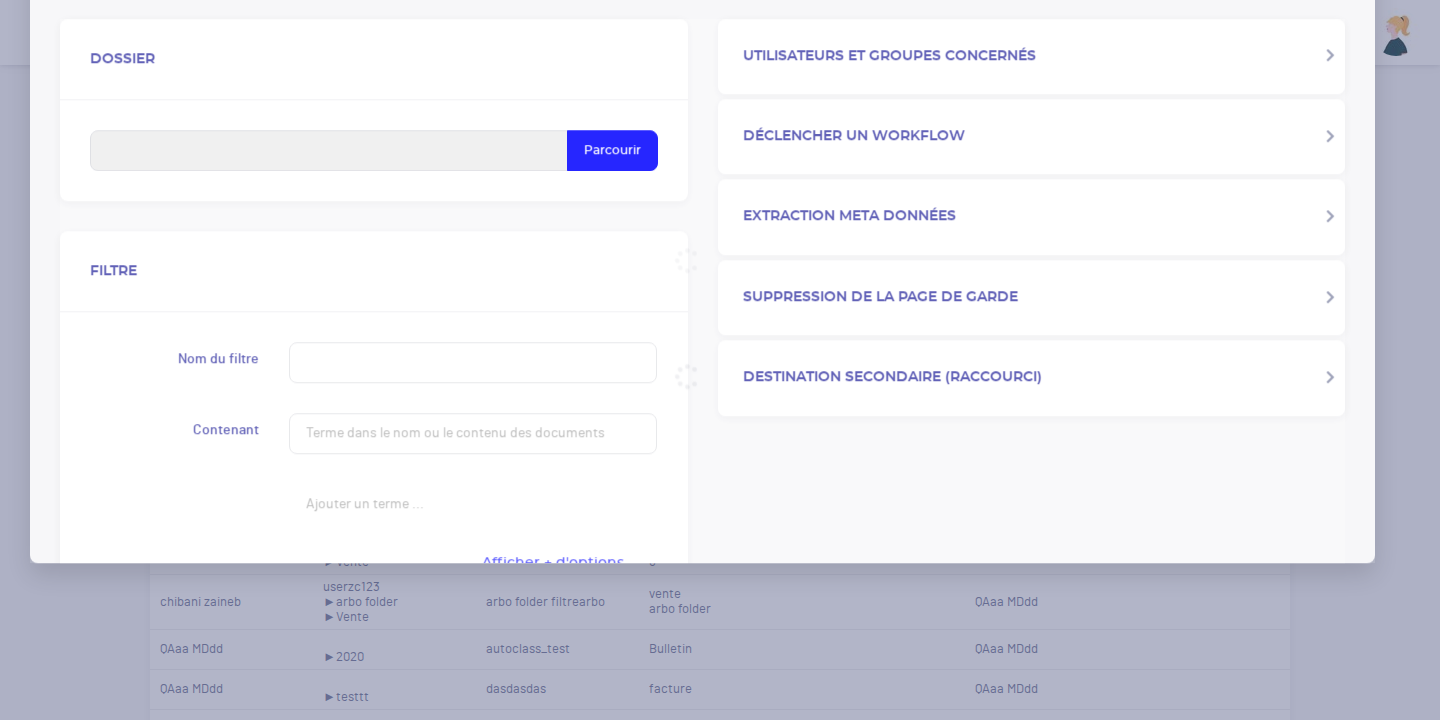 DOSSIER
Parcourir
FILTRE
Nom du filtre
Contenant
Terme dans le nom ou le contenu des documents
Ajouter un terme ...
Afficher + d'options
UTILISATEURS ET GROUPES CONCERNÉS
DÉCLENCHER UN WORKFLOW
EXTRACTION META DONNÉES
SUPPRESSION DE LA PAGE DE GARDE
DESTINATION SECONDAIRE (RACCOURCI)
►Vente
chibani zaineb
userzc123
►arbo folder
►Vente
arbo folder filtrearbo
vente
arbo folder
QAaa MDdd
QAaa MDdd
►2020
autoclass_test
Bulletin
QAaa MDdd
QAaa MDdd
►testtt
dasdasdas
facture
QAaa MDdd